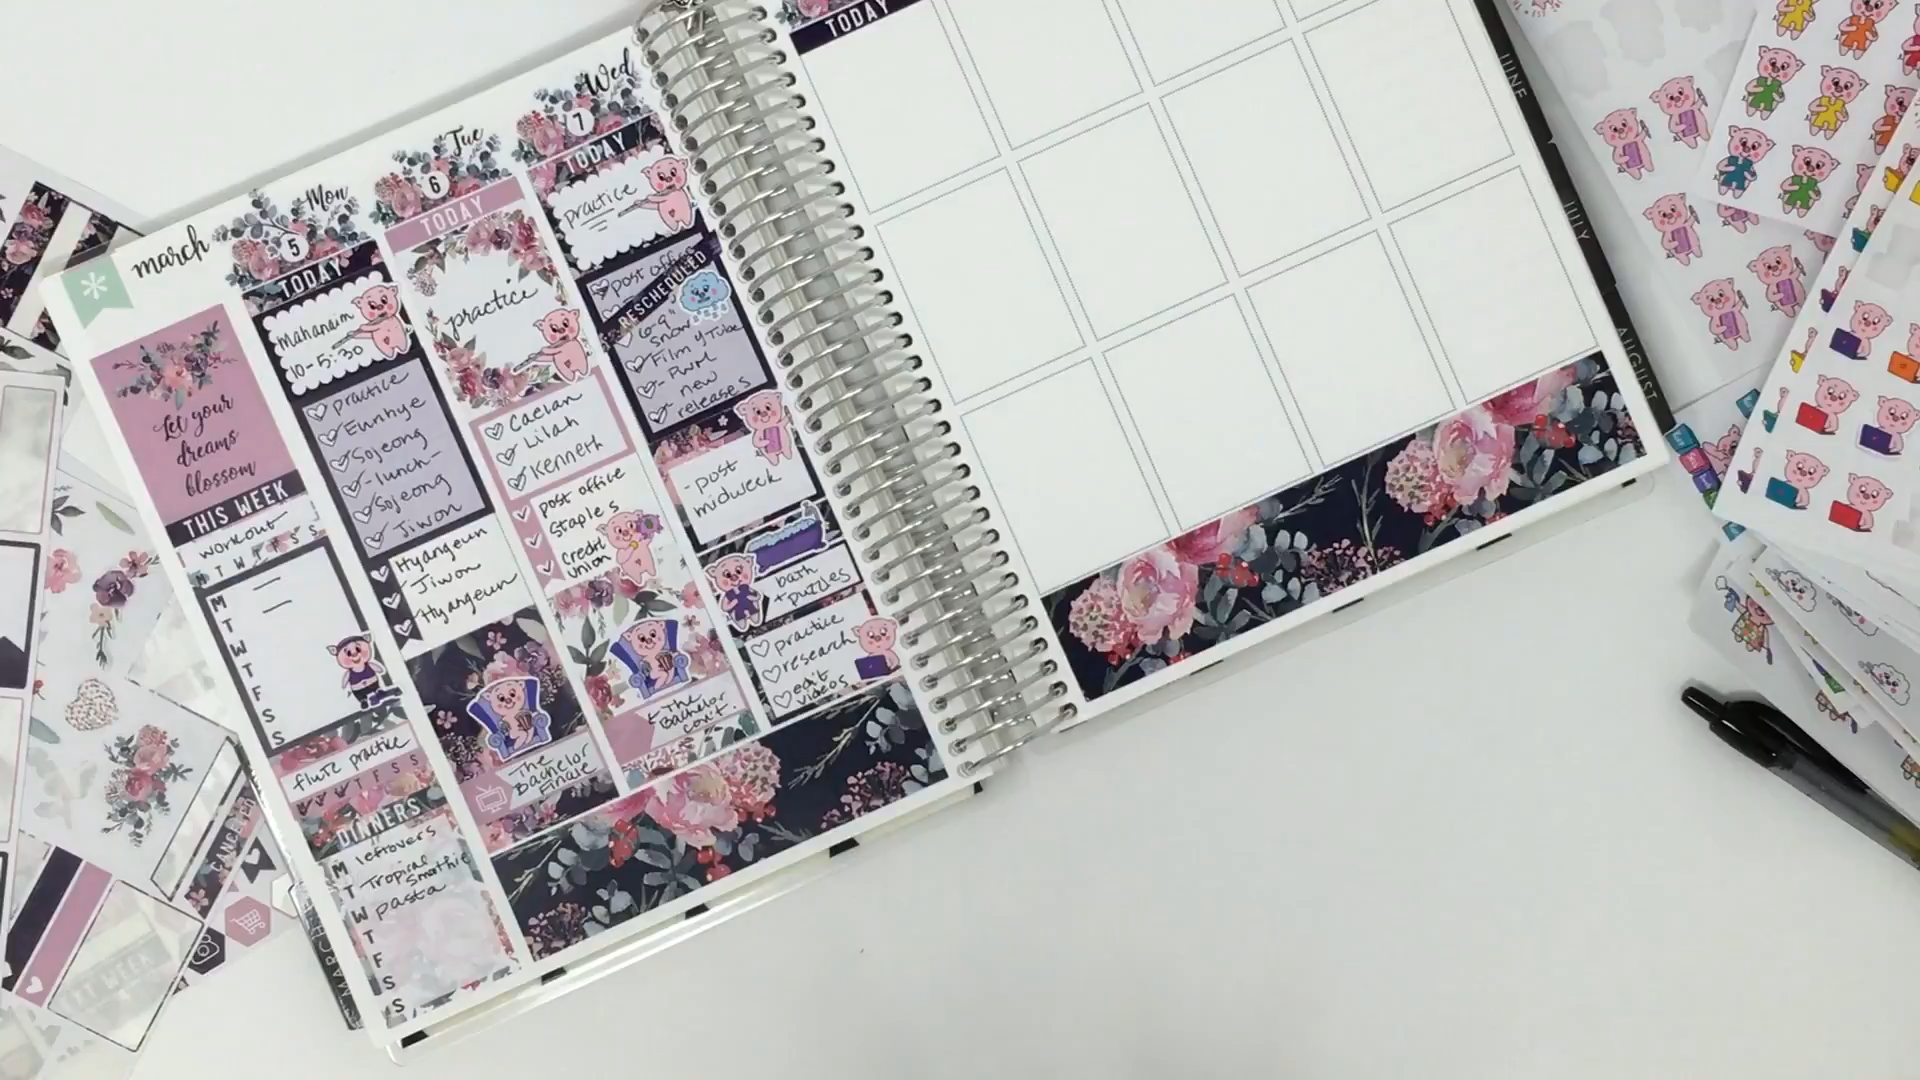 march
Let your
dreams
blossom
THIS WEEK
workout
M T W T F S S
M
T
W
T
F
S
S
flute practice
T F S S
DINNERS
M leftovers
T Tropical
Smoothie
W pasta
T
F
S
S
Mon
5
TODAY
Mahanaim
10-5:30
practice
Eunhye
Sojeong
-lunch-
Sojeong
Jiwon
Hyangeun
Jiwon
Hyangeun
The
Bachelor
Finale
Tue
6
TODAY
practice
Caelan
Lilah
Kenneth
post office
Staples
Credit
Union
The
Bachelor
con't.
Wed
7
TODAY
practice
post office
RESCHEDULED
6-9"
Snow
Film YTube
- PWM
- new
releases
- post
midweek
bath
+ puzzles
practice
research
edit
videos
TODAY
JUNE
JULY
AUGUST
MARCH